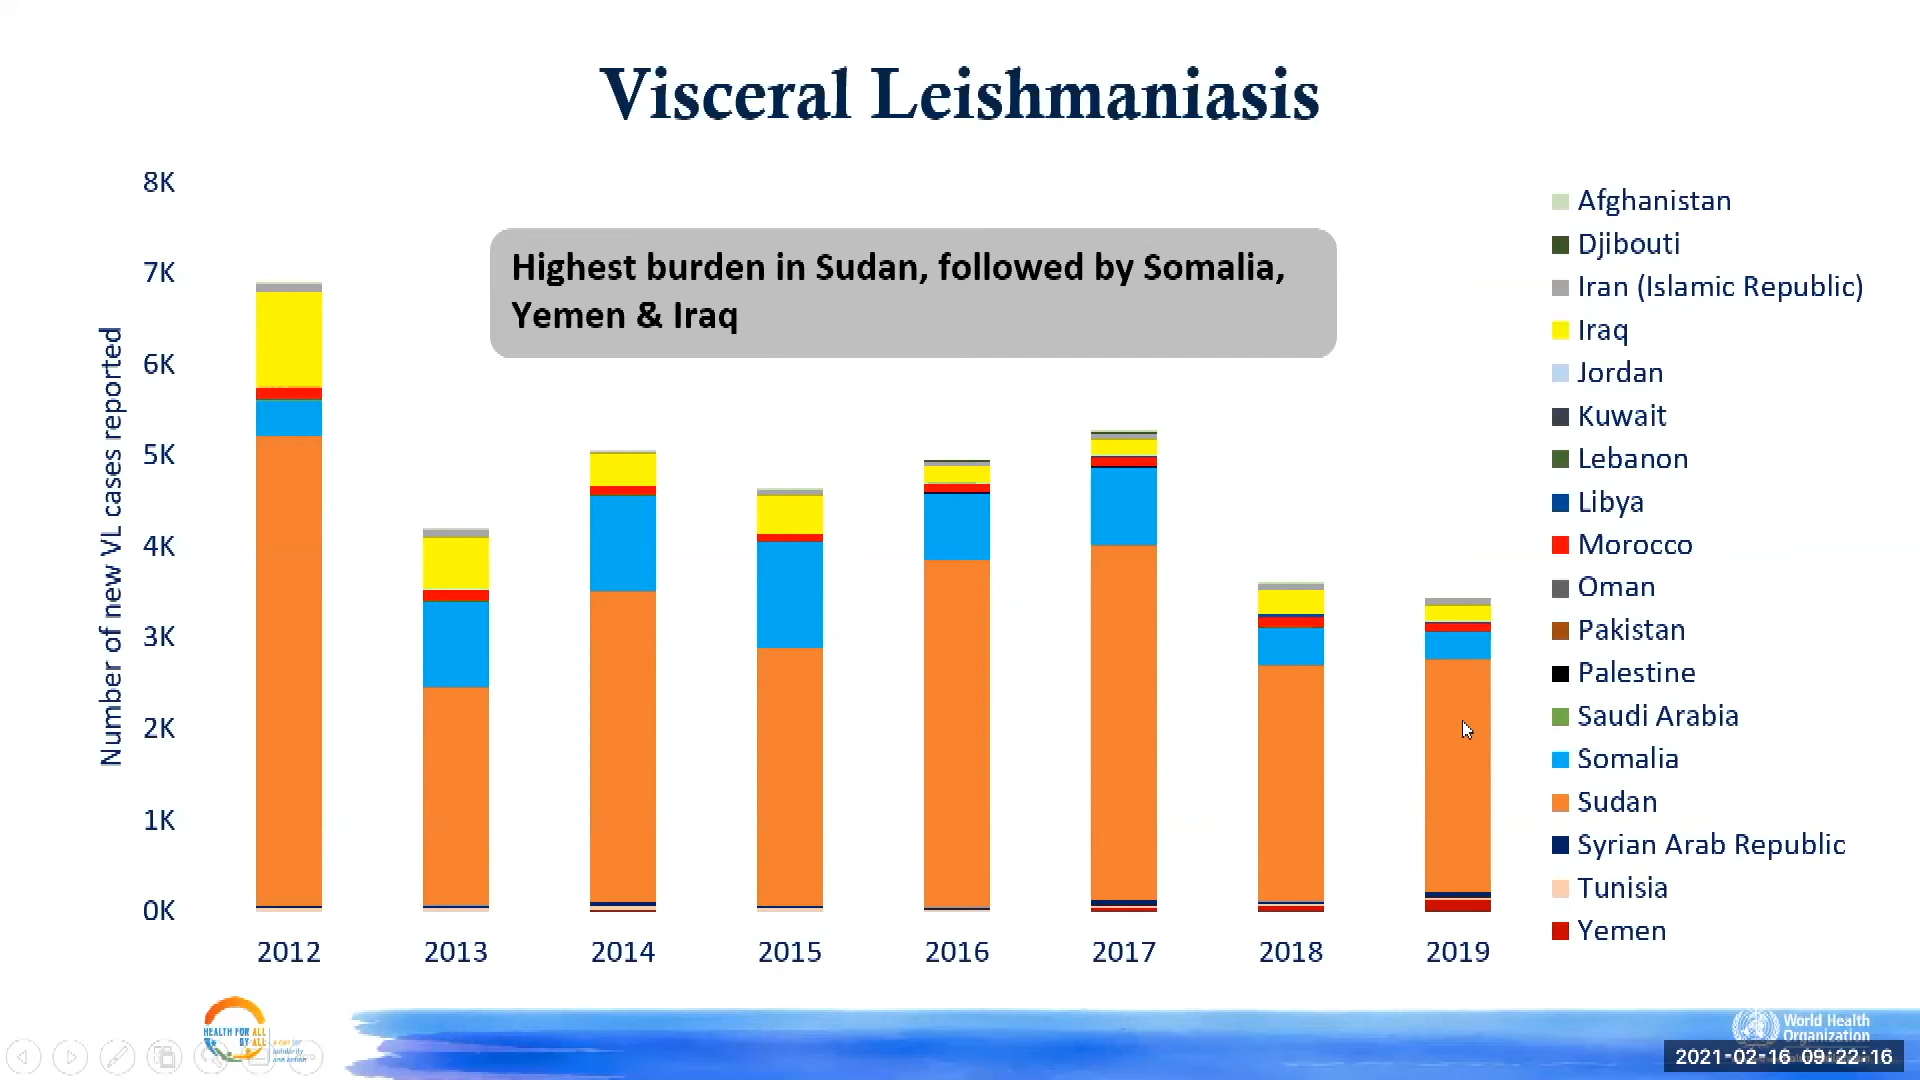 Visceral Leishmaniasis
8K
7K
6K
5K
4K
3K
2K
1K
0K
Number of new VL cases reported
Highest burden in Sudan, followed by Somalia,
Yemen & Iraq
2012
2013
2014
2015
2016
2017
2018
2019
Afghanistan
Djibouti
Iran (Islamic Republic)
Iraq
Jordan
Kuwait
Lebanon
Libya
Morocco
Oman
Pakistan
Palestine
Saudi Arabia
Somalia
Sudan
Syrian Arab Republic
Tunisia
Yemen
HEALTH FOR ALL
BY ALL
solidarity
and action
World Health
Organization
2021-02-16 09:22:16